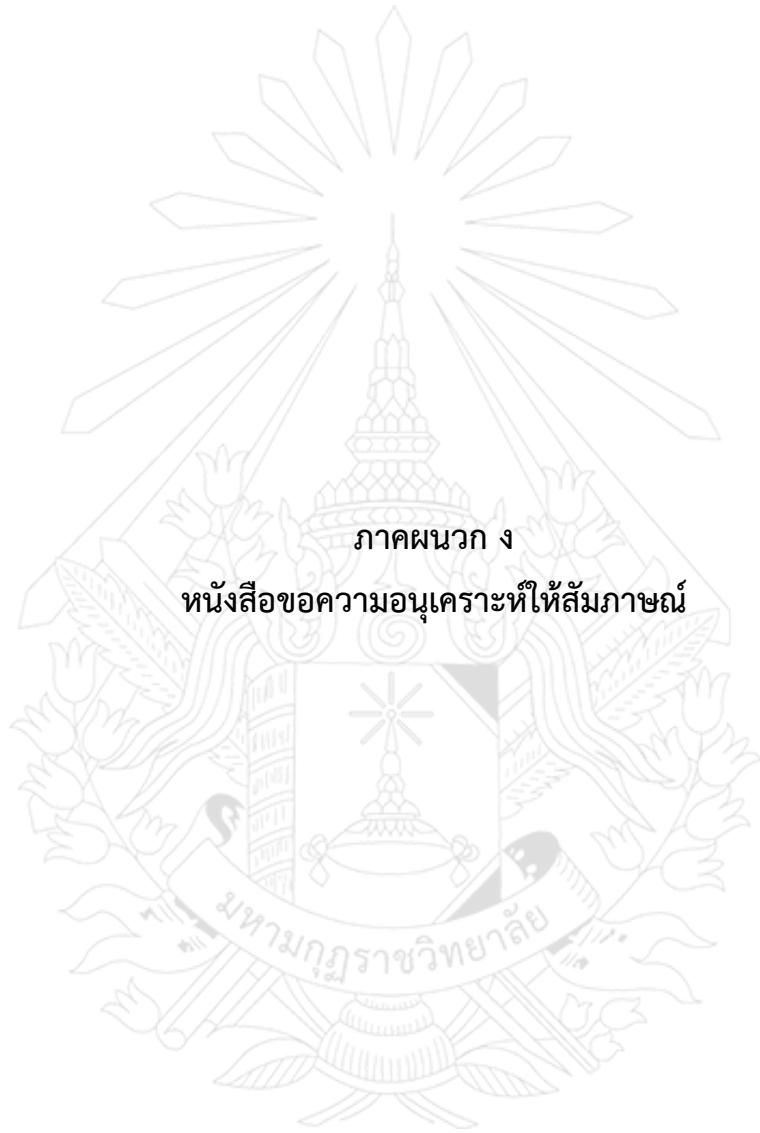 ภาคผนวก ง
หนังสือขอความอนุเคราะห์ให้สัมภาษณ์
มหามกุฏราชวิทยาลัย